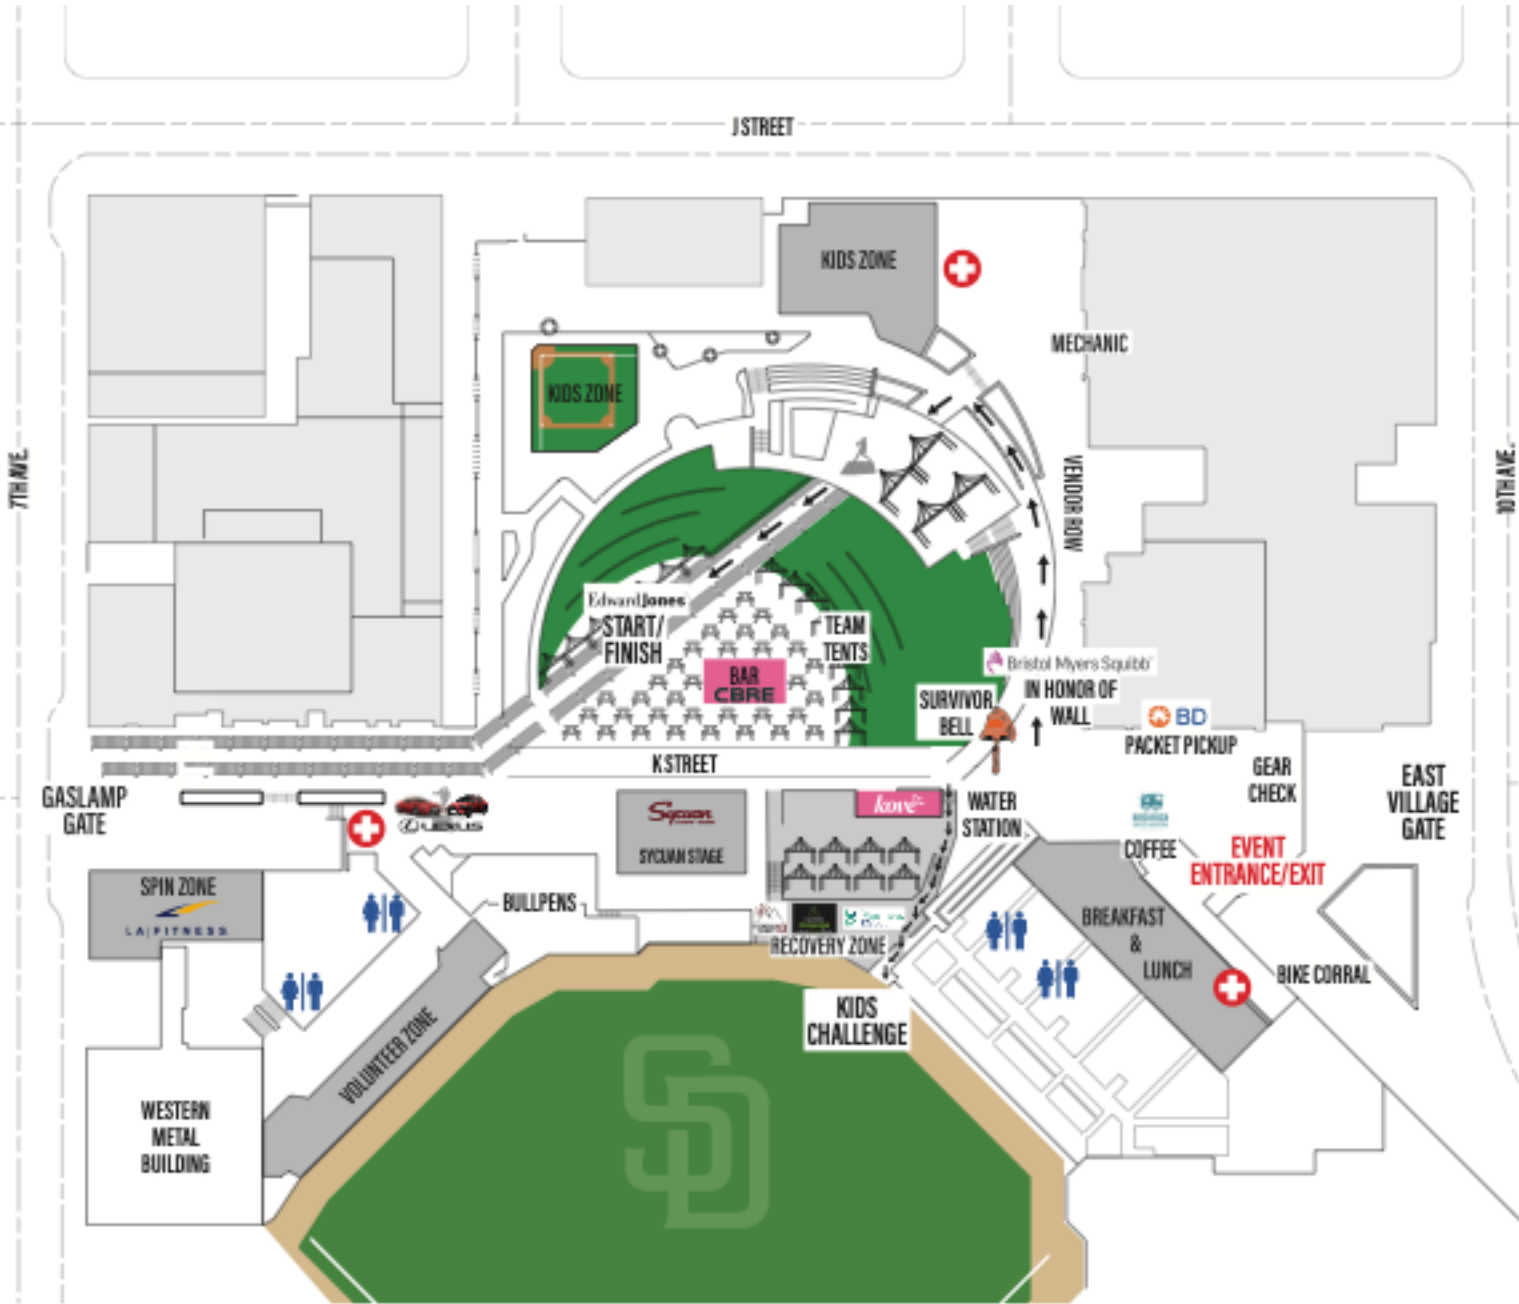 J STREET
KIDS ZONE
MECHANIC
KIDS ZONE
7TH AVE.
VENDOR ROW
10TH AVE.
Edward Jones
START/
FINISH
TEAM
TENTS
BAR
CBRE
Bristol Myers Squibb
IN HONOR OF
WALL
SURVIVOR
BELL
BD
PACKET PICKUP
K STREET
GEAR
CHECK
GASLAMP
GATE
EAST
VILLAGE
GATE
LEXUS
Sycuan
SYCUAN STAGE
kove
WATER
STATION
COFFEE
EVENT
ENTRANCE/EXIT
SPIN ZONE
LA|FITNESS
BULLPENS
RECOVERY ZONE
BREAKFAST
&
LUNCH
BIKE CORRAL
KIDS
CHALLENGE
VOLUNTEER ZONE
WESTERN
METAL
BUILDING
SD